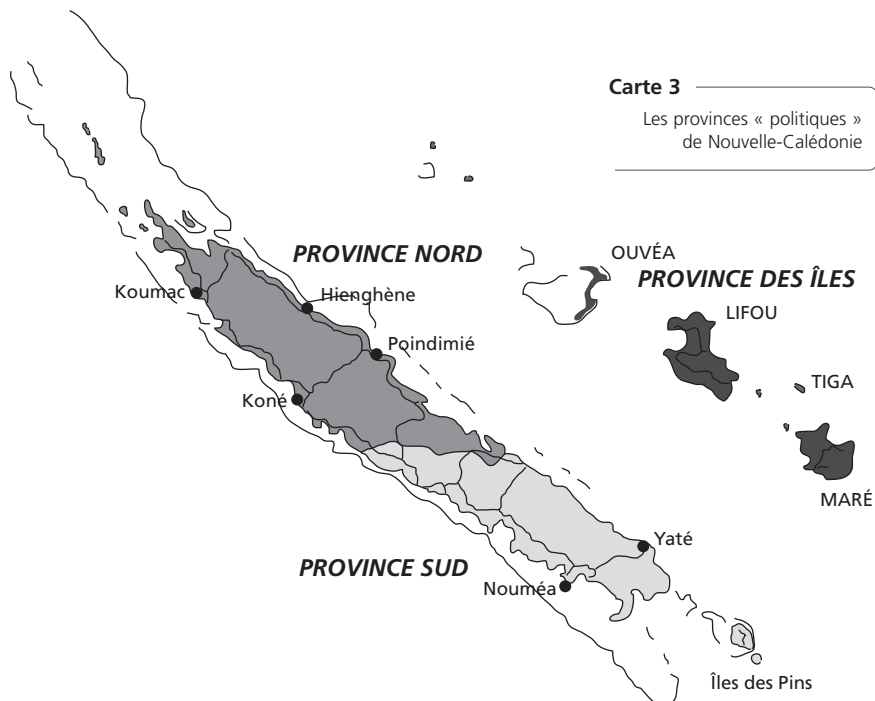 Carte 3
Les provinces « politiques »
de Nouvelle-Calédonie
PROVINCE NORD
OUVÉA
PROVINCE DES ÎLES
Koumac
Hienghène
LIFOU
Poindimié
TIGA
Koné
MARÉ
Yaté
PROVINCE SUD
Nouméa
Îles des Pins